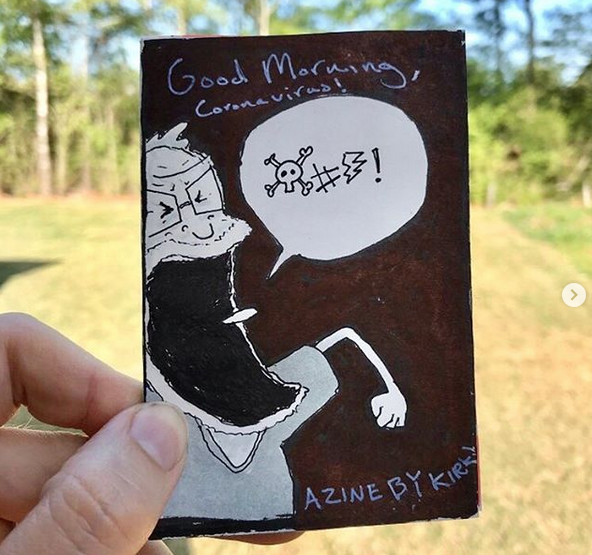 Good Morning,
Coronavirus!
#!
A ZINE BY KIRK!